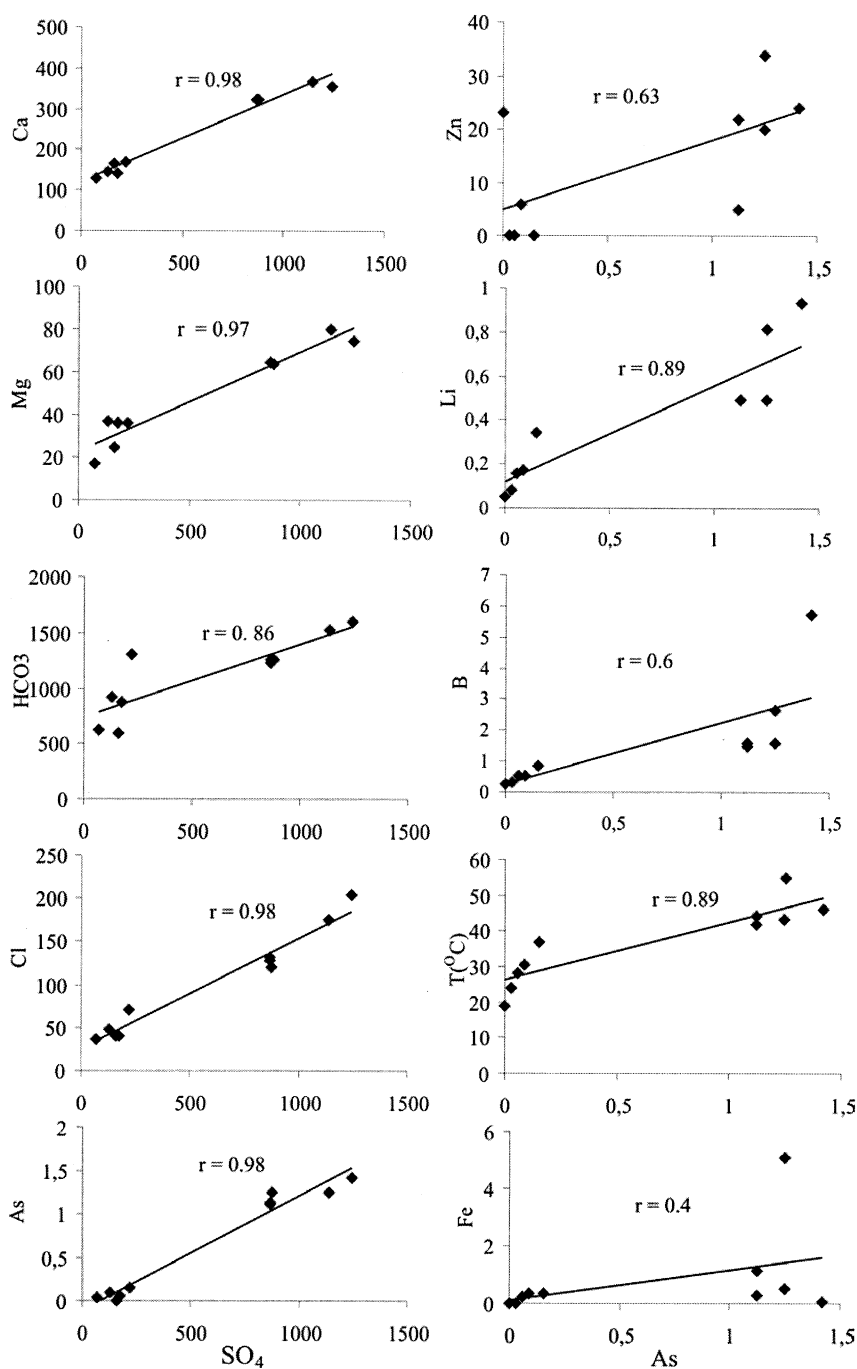 500
400
300
200
100
0
Ca
r = 0.98
0 500 1000 1500
40
30
20
10
0
Zn
r = 0.63
0 0,5 1 1,5
100
80
60
40
20
0
Mg
r = 0.97
0 500 1000 1500
1
0,8
0,6
0,4
0,2
0
Li
r = 0.89
0 0,5 1 1,5
2000
1500
1000
500
0
HCO3
r = 0. 86
0 500 1000 1500
7
6
5
4
3
2
1
0
B
r = 0.6
0 0,5 1 1,5
250
200
150
100
50
0
Cl
r = 0.98
0 500 1000 1500
60
50
40
30
20
10
0
T(⁰C)
r = 0.89
0 0,5 1 1,5
2
1,5
1
0,5
0
As
r = 0.98
0 500 1000 1500
SO₄
6
4
2
0
Fe
r = 0.4
0 0,5 1 1,5
As